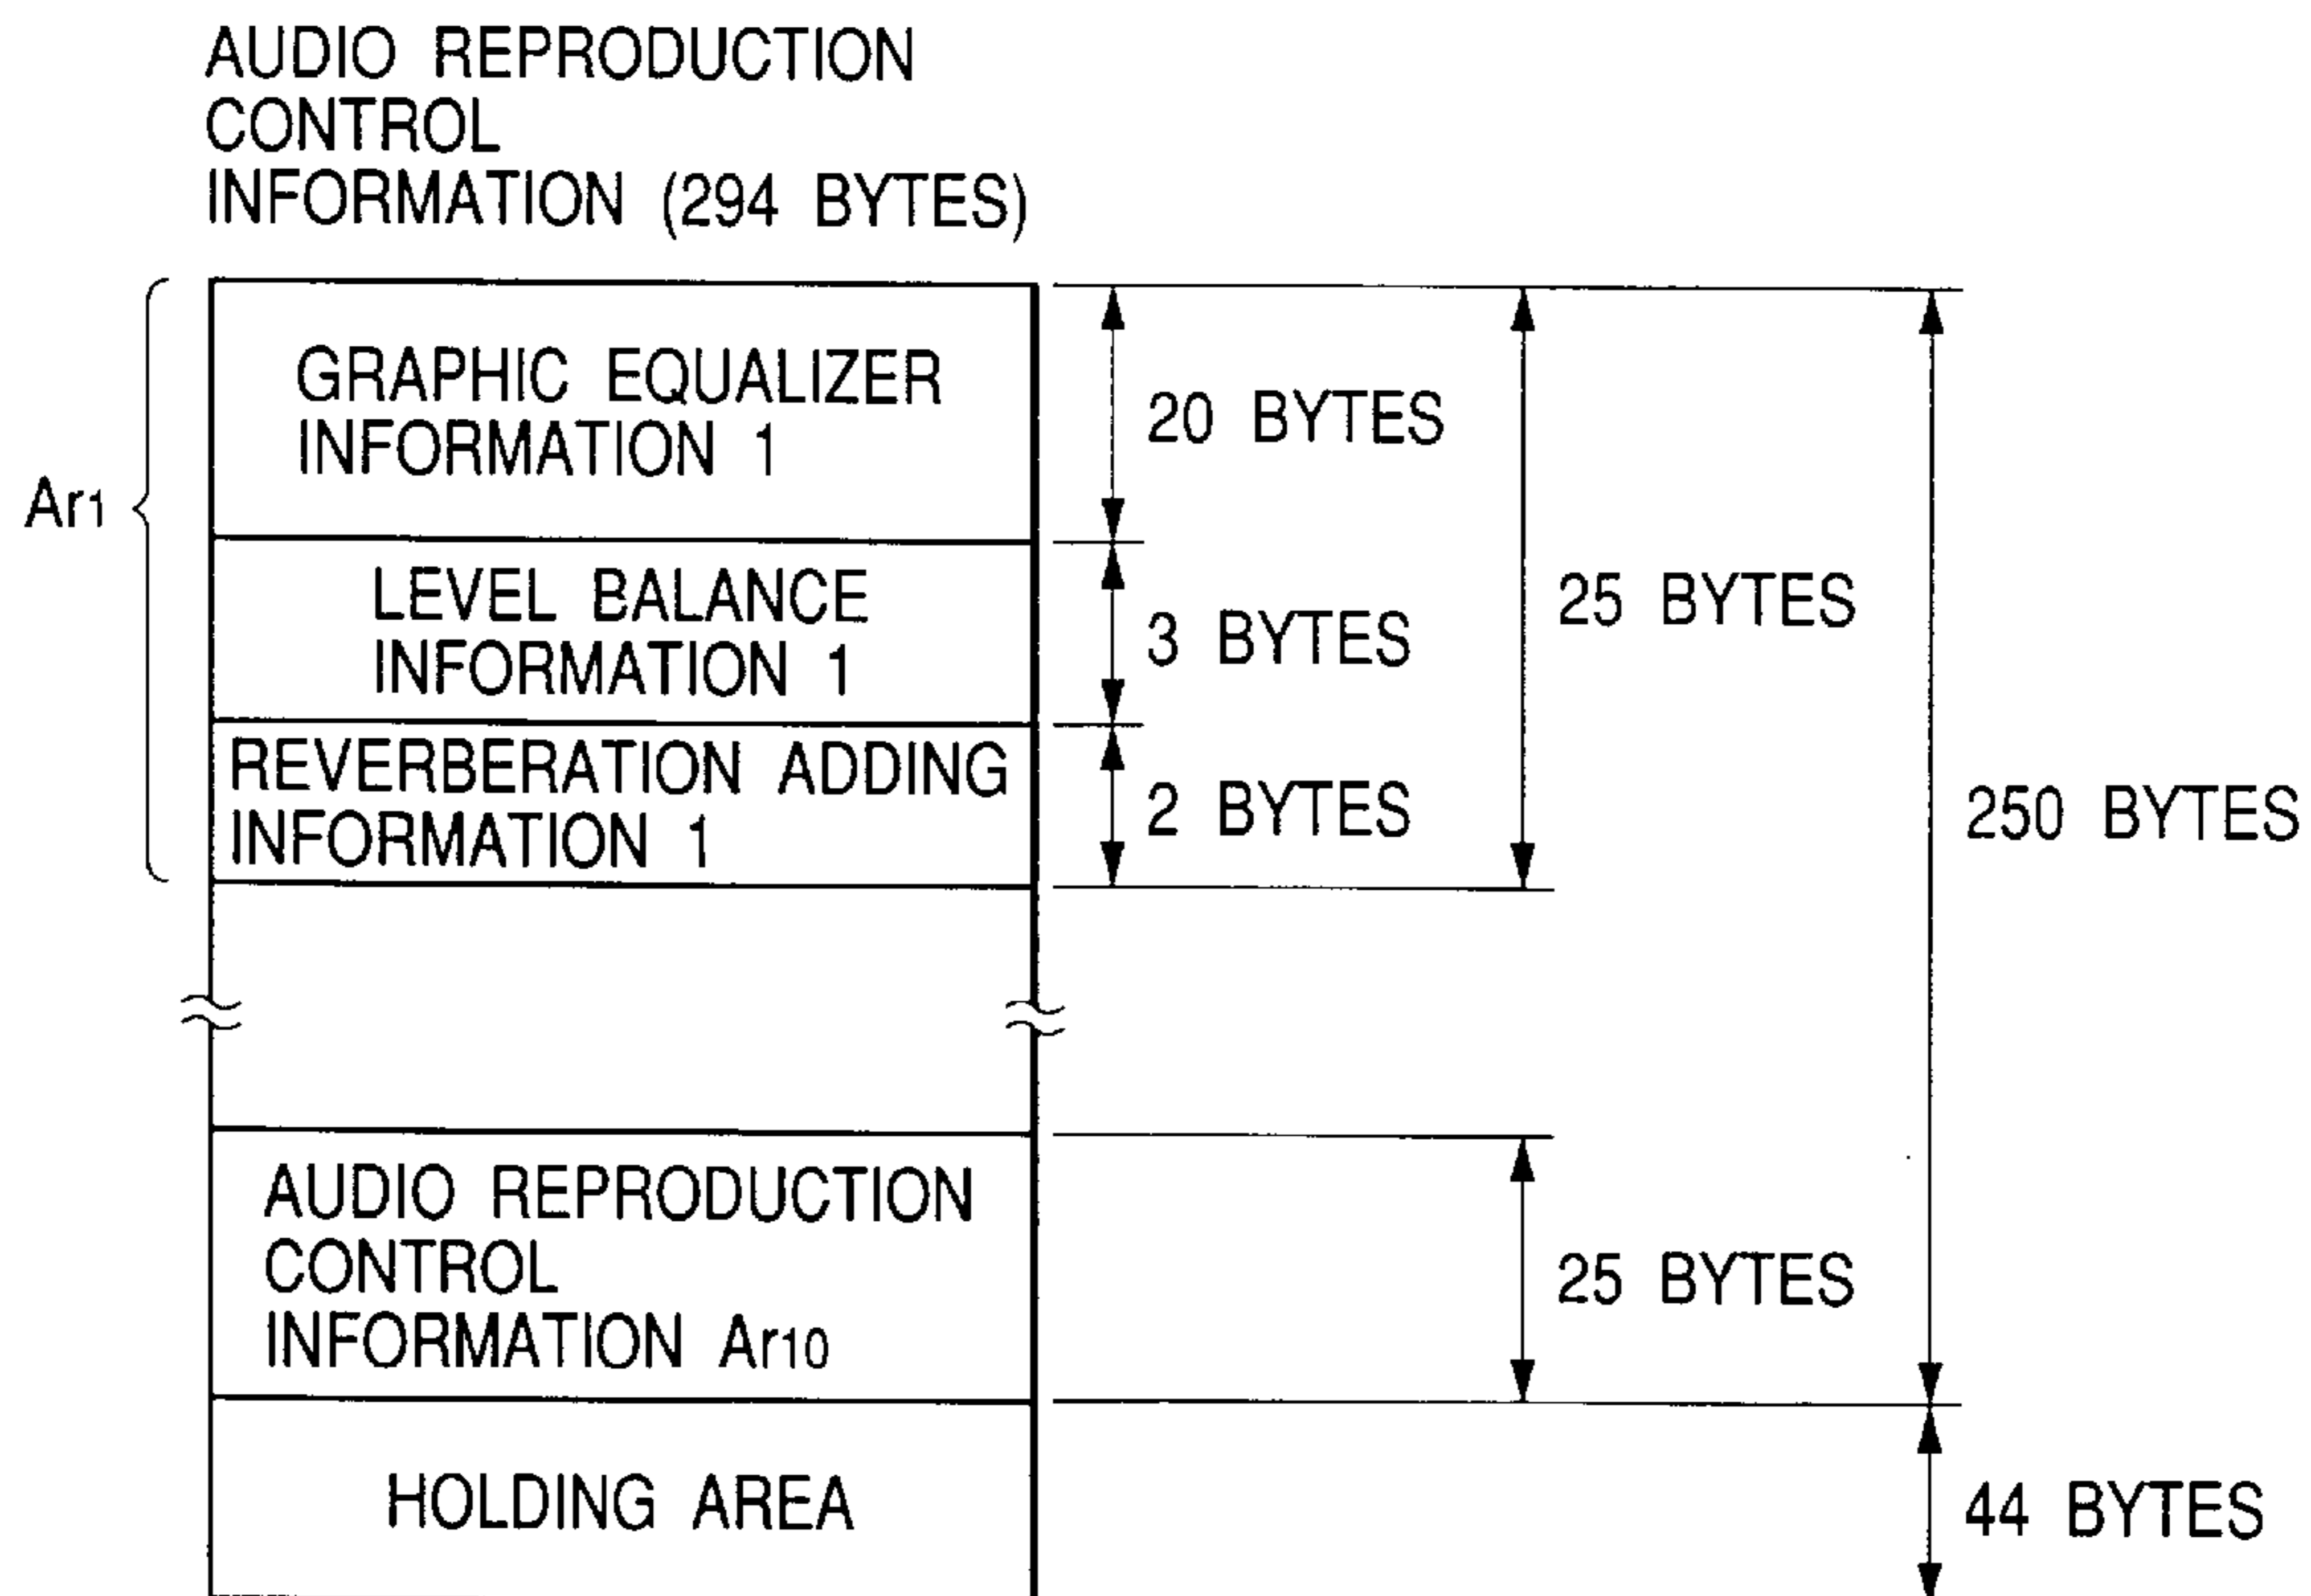 AUDIO REPRODUCTION
CONTROL
INFORMATION (294 BYTES)
Ar1
GRAPHIC EQUALIZER
INFORMATION 1
20 BYTES
LEVEL BALANCE
INFORMATION 1
3 BYTES
25 BYTES
REVERBERATION ADDING
INFORMATION 1
2 BYTES
250 BYTES
AUDIO REPRODUCTION
CONTROL
INFORMATION Ar10
25 BYTES
HOLDING AREA
44 BYTES